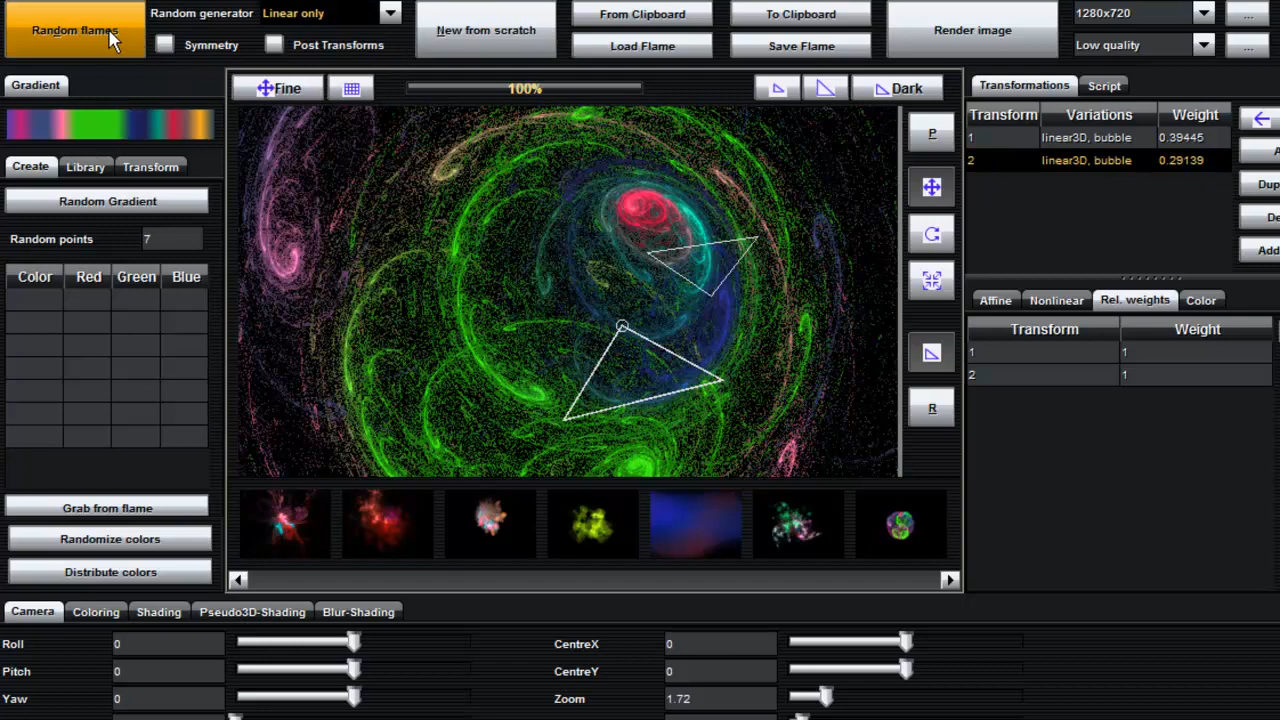 Random flames
Random generator
Linear only
Symmetry
Post Transforms
New from scratch
From Clipboard
To Clipboard
Load Flame
Save Flame
Render image
1280x720
...
Low quality
...
Gradient
Create
Library
Transform
Random Gradient
Random points
7
Color Red Green Blue
Grab from flame
Randomize colors
Distribute colors
Fine
100%
Dark
P
R
Transformations
Script
Transform Variations Weight
1 linear3D, bubble 0.39445
2 linear3D, bubble 0.29139
A
Dup
De
Add
Affine
Nonlinear
Rel. weights
Color
Transform Weight
1 1
2 1
Camera
Coloring
Shading
Pseudo3D-Shading
Blur-Shading
Roll 0
CentreX 0
Pitch 0
CentreY 0
Yaw 0
Zoom 1.72